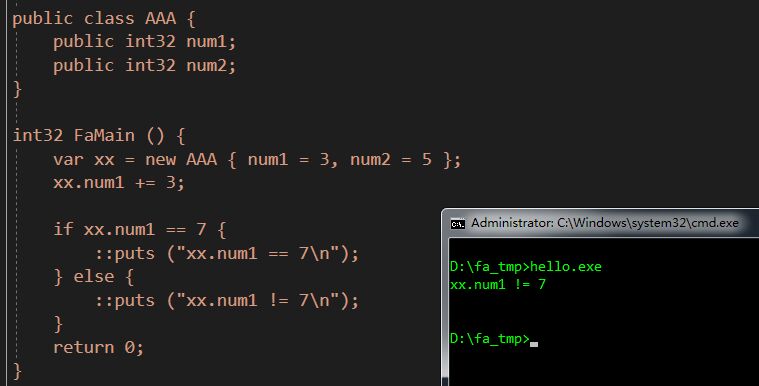 public class AAA {
    public int32 num1;
    public int32 num2;
}
int32 FaMain () {
    var xx = new AAA { num1 = 3, num2 = 5 };
    xx.num1 += 3;
    if xx.num1 == 7 {
        ::puts ("xx.num1 == 7\n");
    } else {
        ::puts ("xx.num1 != 7\n");
    }
    return 0;
}
Administrator: C:\Windows\system32\cmd.exe
D:\fa_tmp>hello.exe
xx.num1 != 7
D:\fa_tmp>